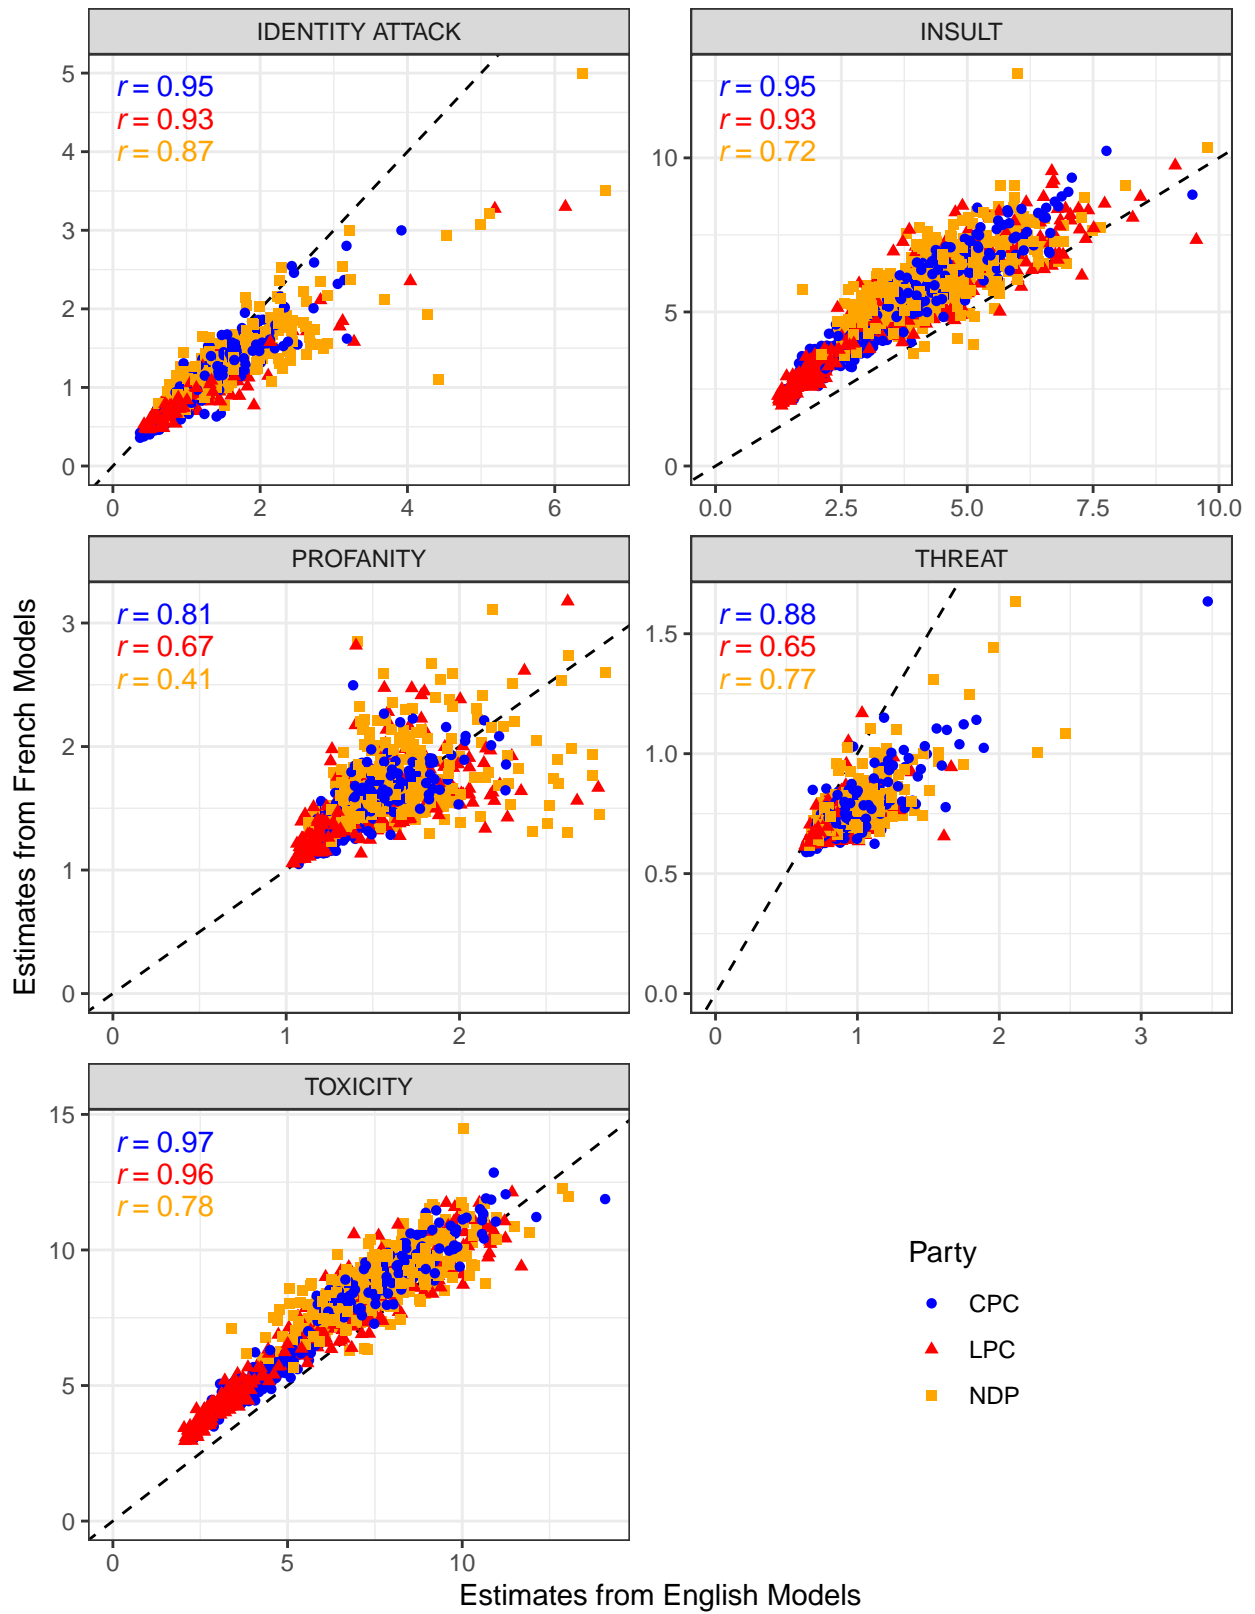 IDENTITY ATTACK
r = 0.95
r = 0.93
r = 0.87
5
4
3
2
1
0
0 2 4 6
INSULT
r = 0.95
r = 0.93
r = 0.72
10
5
0
0.0 2.5 5.0 7.5 10.0
PROFANITY
r = 0.81
r = 0.67
r = 0.41
3
2
1
0
0 1 2
THREAT
r = 0.88
r = 0.65
r = 0.77
1.5
1.0
0.5
0.0
0 1 2 3
TOXICITY
r = 0.97
r = 0.96
r = 0.78
15
10
5
0
0 5 10
Estimates from French Models
Estimates from English Models
Party
CPC
LPC
NDP